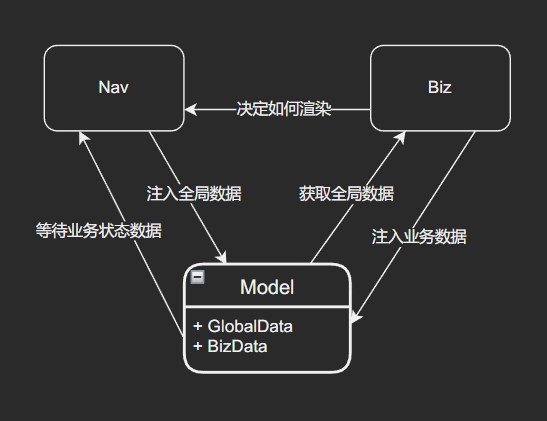 Nav
Biz
决定如何渲染
注入全局数据
获取全局数据
等待业务状态数据
注入业务数据
Model
+ GlobalData
+ BizData